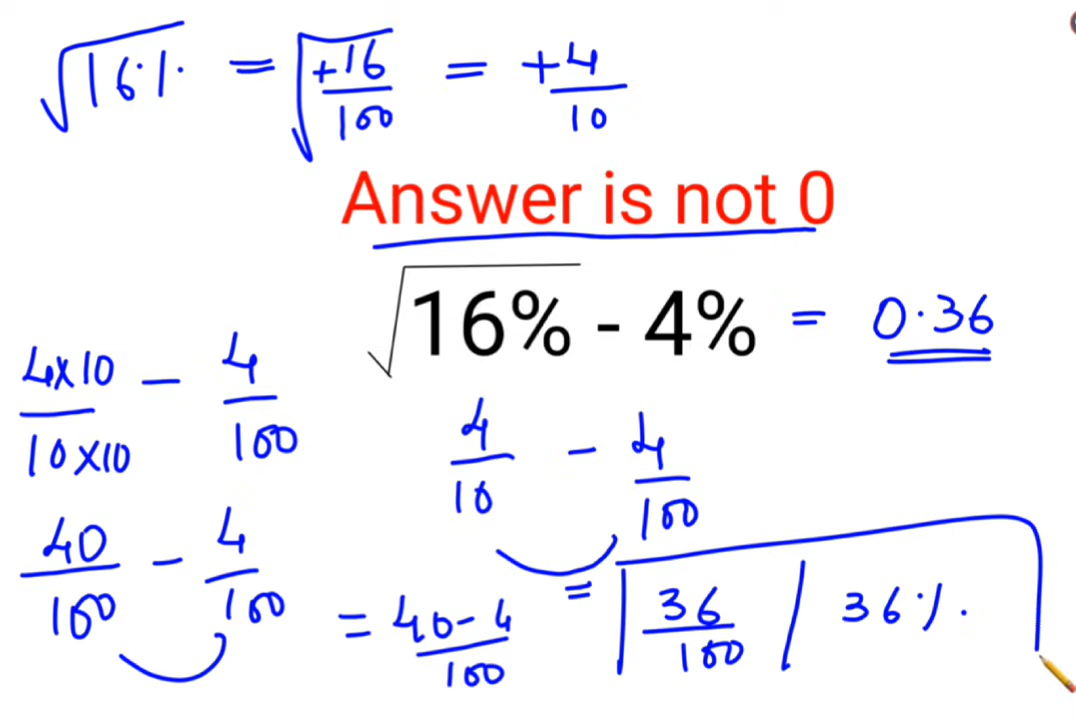 √16% = √+16/100 = +4/10
Answer is not 0
√16% - 4% = 0.36
4×10/10×10 - 4/100
4/10 - 4/100
40/100 - 4/100
= 40-4/100 = 36/100 / 36%.